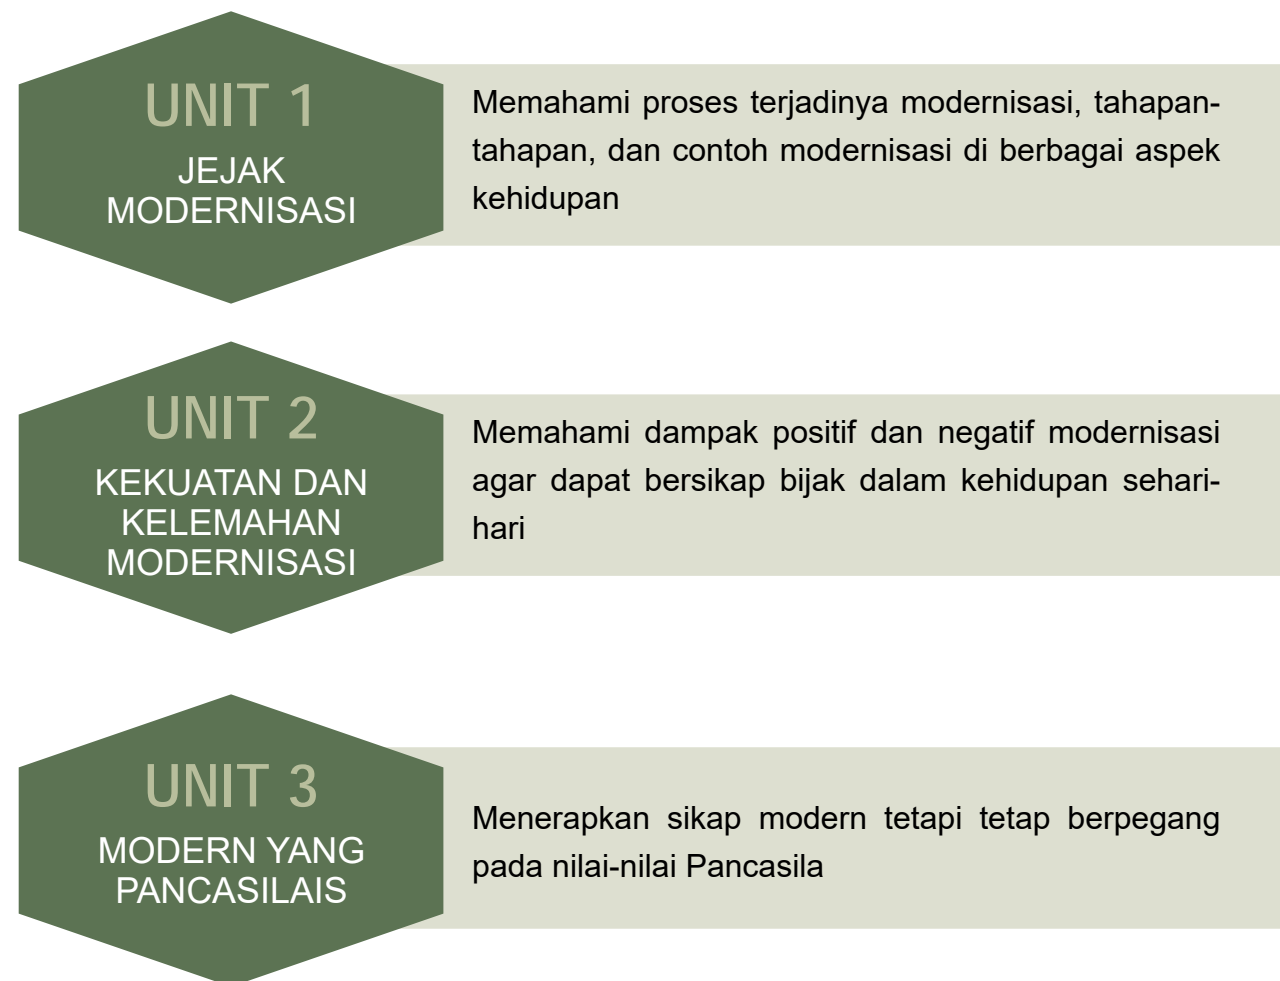 UNIT 1
JEJAK
MODERNISASI
Memahami proses terjadinya modernisasi, tahapan-
tahapan, dan contoh modernisasi di berbagai aspek
kehidupan
UNIT 2
KEKUATAN DAN
KELEMAHAN
MODERNISASI
Memahami dampak positif dan negatif modernisasi
agar dapat bersikap bijak dalam kehidupan sehari-
hari
UNIT 3
MODERN YANG
PANCASILAIS
Menerapkan sikap modern tetapi tetap berpegang
pada nilai-nilai Pancasila